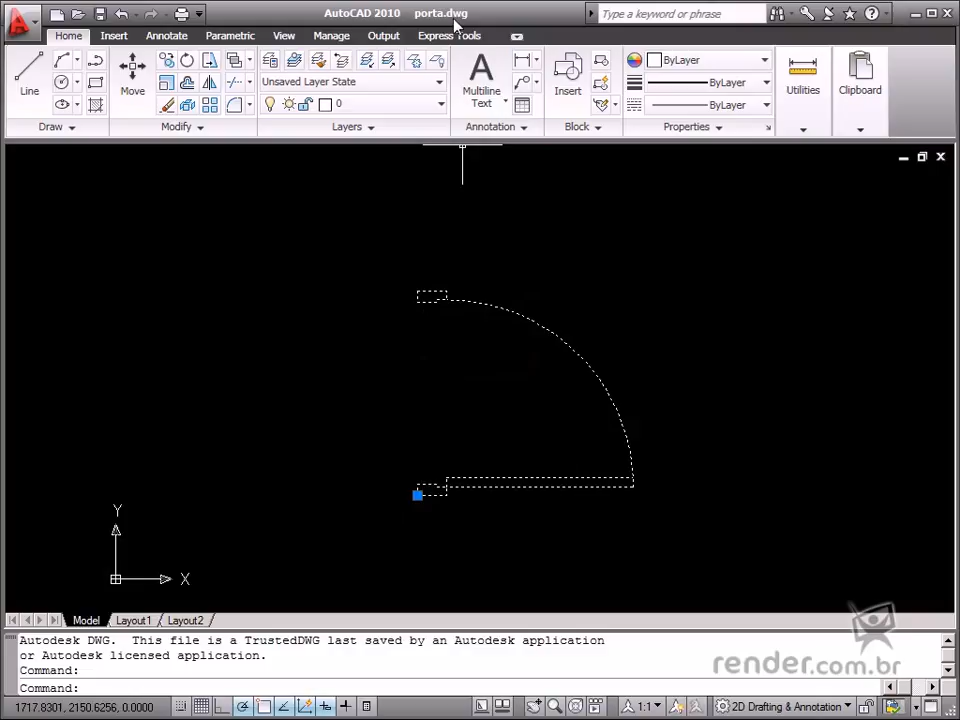 AutoCAD 2010 porta.dwg
Type a keyword or phrase
Home Insert Annotate Parametric View Manage Output Express Tools
Line
Move
Unsaved Layer State
0
Multiline
Text
Insert
ByLayer
ByLayer
ByLayer
Utilities
Clipboard
Draw Modify Layers Annotation Block Properties
Y
X
Model Layout1 Layout2
Autodesk DWG. This file is a TrustedDWG last saved by an Autodesk application
or Autodesk licensed application.
Command:
Command:
render.com.br
1717.8301, 2150.6256, 0.0000
1:1
2D Drafting & Annotation